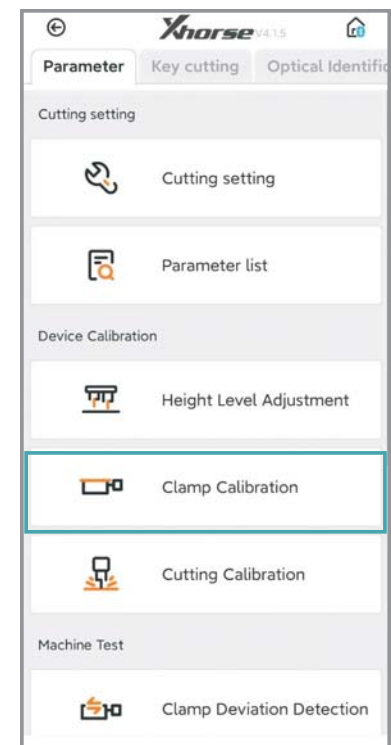 Xhorse V4.1.5
Parameter Key cutting Optical Identific
Cutting setting
Cutting setting
Parameter list
Device Calibration
Height Level Adjustment
Clamp Calibration
Cutting Calibration
Machine Test
Clamp Deviation Detection